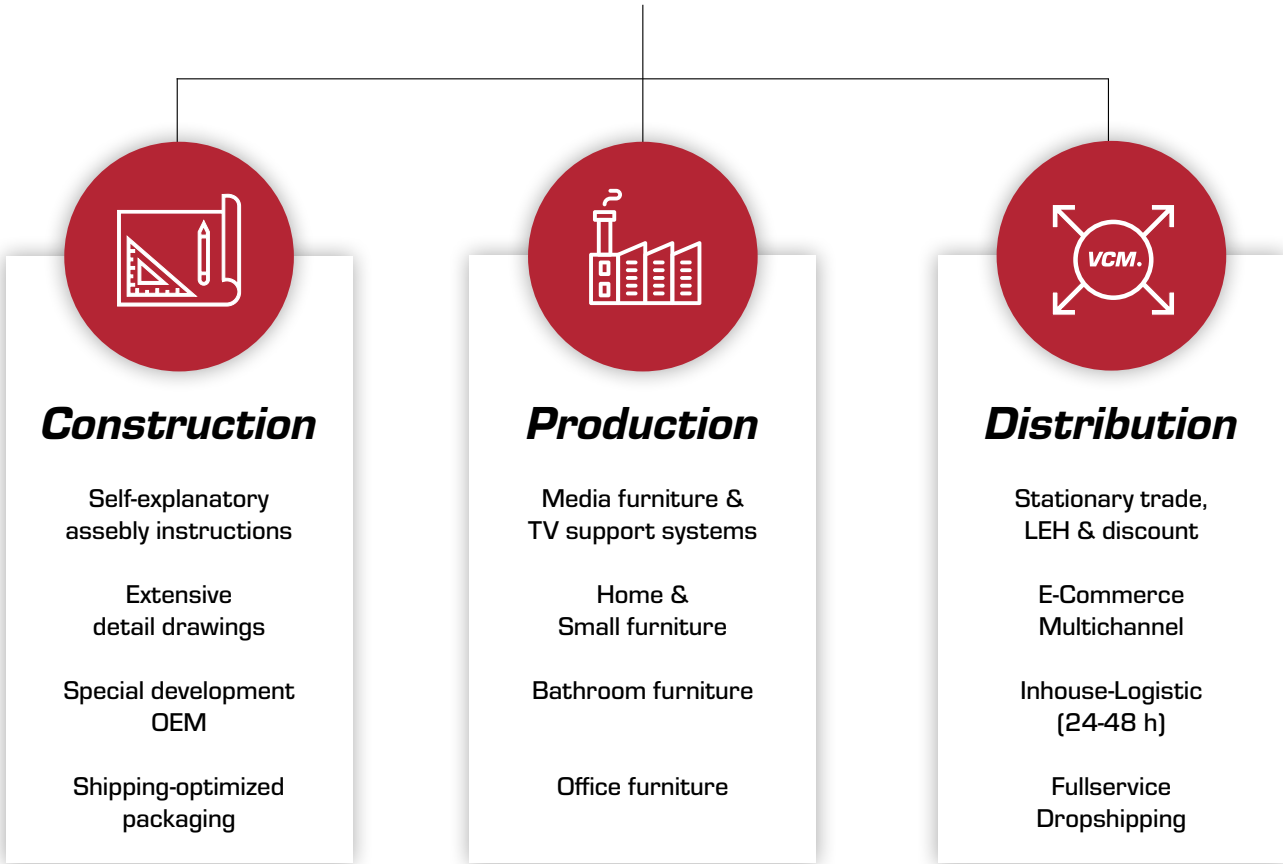 VCM.
Construction
Self-explanatory
assebly instructions
Extensive
detail drawings
Special development
OEM
Shipping-optimized
packaging
Production
Media furniture &
TV support systems
Home &
Small furniture
Bathroom furniture
Office furniture
Distribution
Stationary trade,
LEH & discount
E-Commerce
Multichannel
Inhouse-Logistic
(24-48 h)
Fullservice
Dropshipping